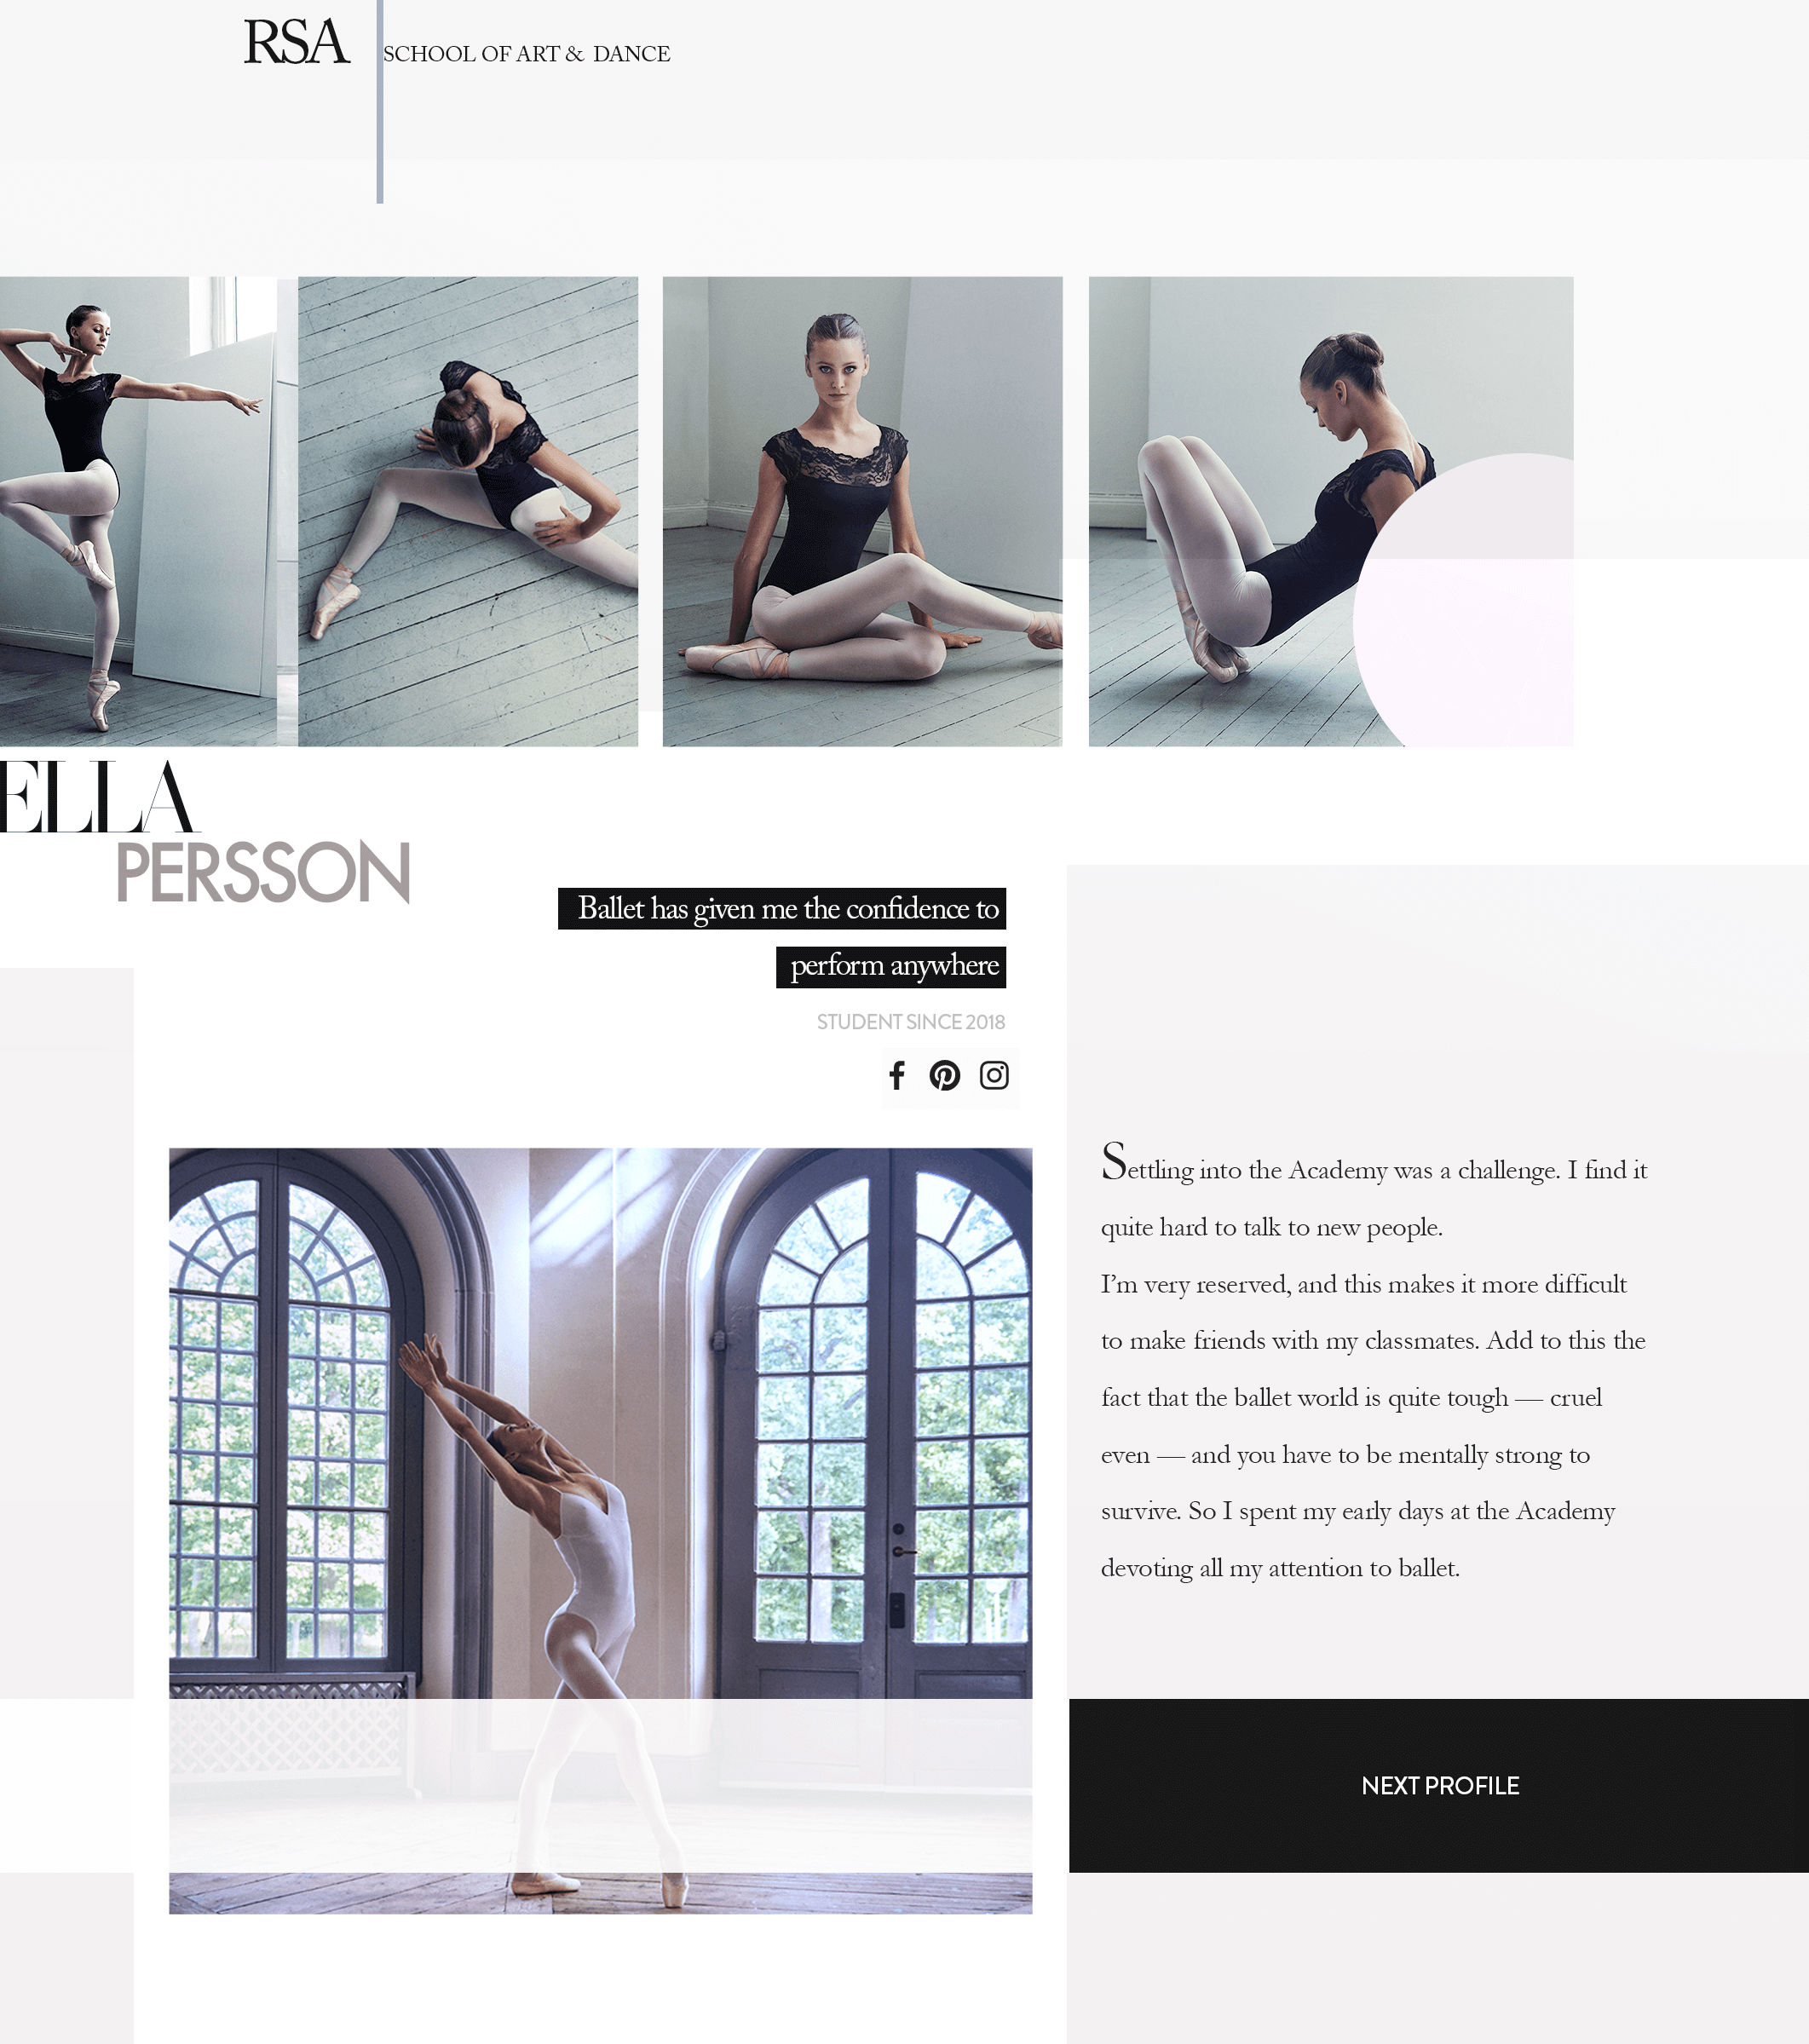 RSA
SCHOOL OF ART & DANCE
ELLA
PERSSON
Ballet has given me the confidence to
perform anywhere
STUDENT SINCE 2018
Settling into the Academy was a challenge. I find it
quite hard to talk to new people.
I’m very reserved, and this makes it more difficult
to make friends with my classmates. Add to this the
fact that the ballet world is quite tough — cruel
even — and you have to be mentally strong to
survive. So I spent my early days at the Academy
devoting all my attention to ballet.
NEXT PROFILE